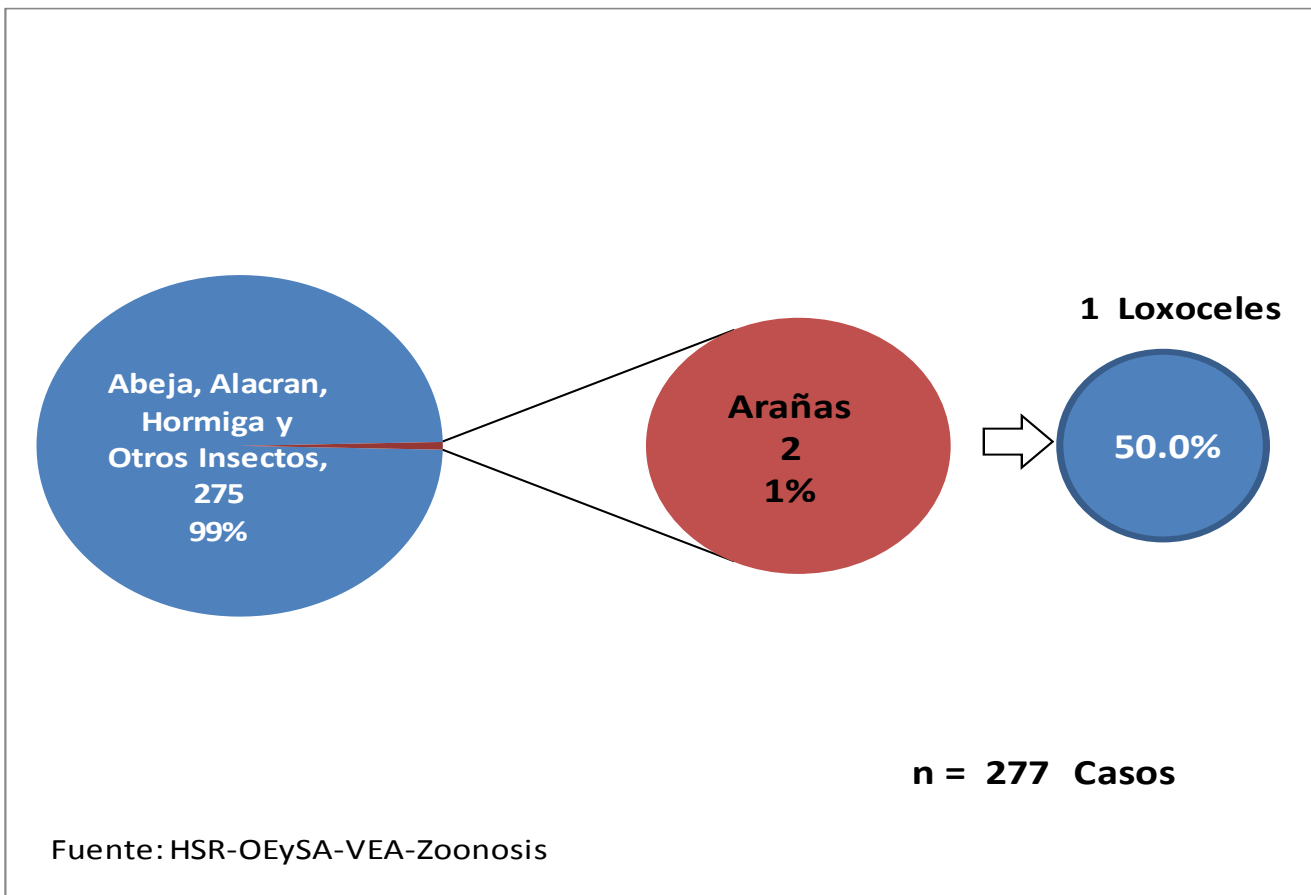 Abeja, Alacran,
Hormiga y
Otros Insectos,
275
99%
Arañas
2
1%
1 Loxoceles
50.0%
n = 277 Casos
Fuente: HSR-OEySA-VEA-Zoonosis